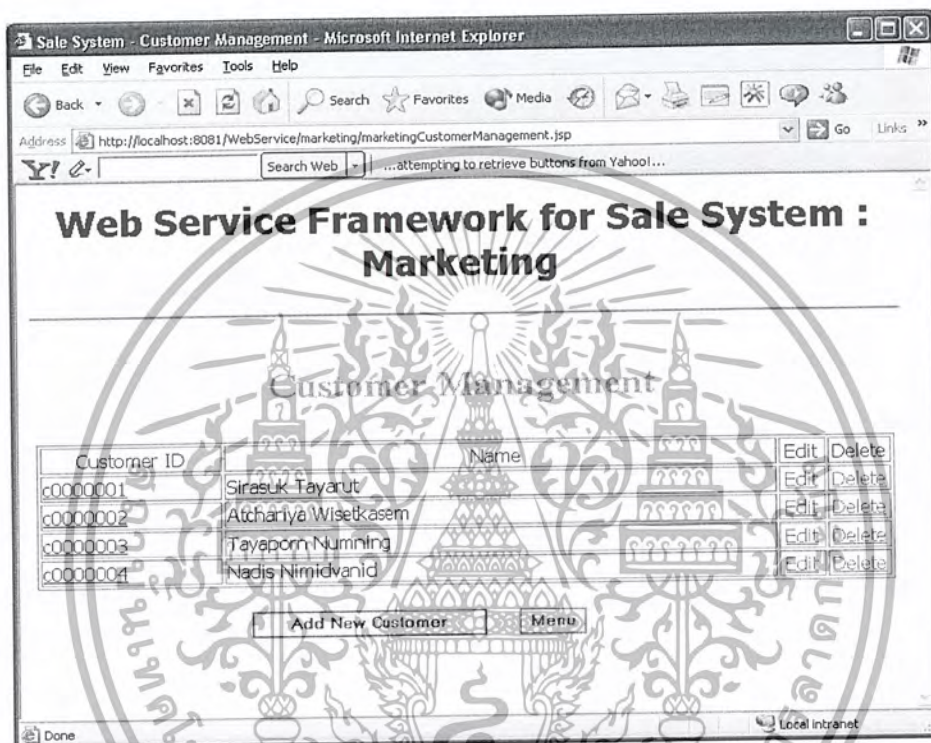 Sale System - Customer Management - Microsoft Internet Explorer
File Edit View Favorites Tools Help
Back Search Favorites Media
Address http://localhost:8081/WebService/marketing/marketingCustomerManagement.jsp Go Links »
Y! Search Web ...attempting to retrieve buttons from Yahoo!...
Web Service Framework for Sale System :
Marketing
Customer Management
Customer ID Name Edit Delete
c0000001 Sirasuk Tayarut Edit Delete
c0000002 Atchariya Wisetkasem Edit Delete
c0000003 Tayaporn Numning Edit Delete
c0000004 Nadis Nimidvanid Edit Delete
Add New Customer Menu
Done Local intranet